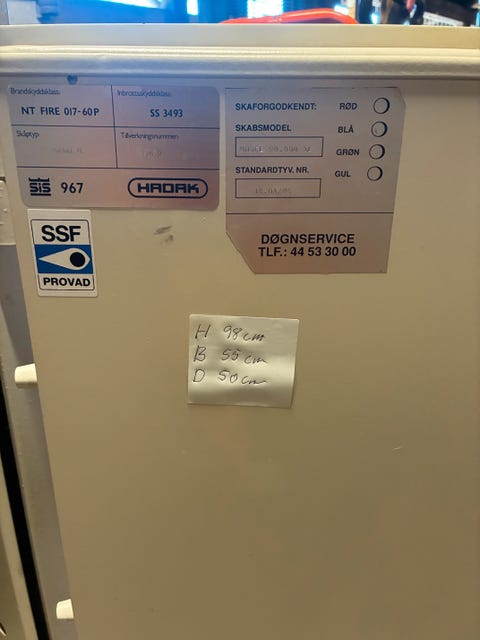 Brandskyddsklass:
NT FIRE 017-60P
Inbrottsskyddsklass:
SS 3493
Skåptyp:
Tillverkningsnummer:
SIS 967
HADAK
SSF
PROVAD
SKAFORGODKENDT:
SKABSMODEL
STANDARDTYV. NR.
RØD
BLÅ
GRØN
GUL
DØGNSERVICE
TLF.: 44 53 30 00
H 98 cm
B 55 cm
D 50 cm